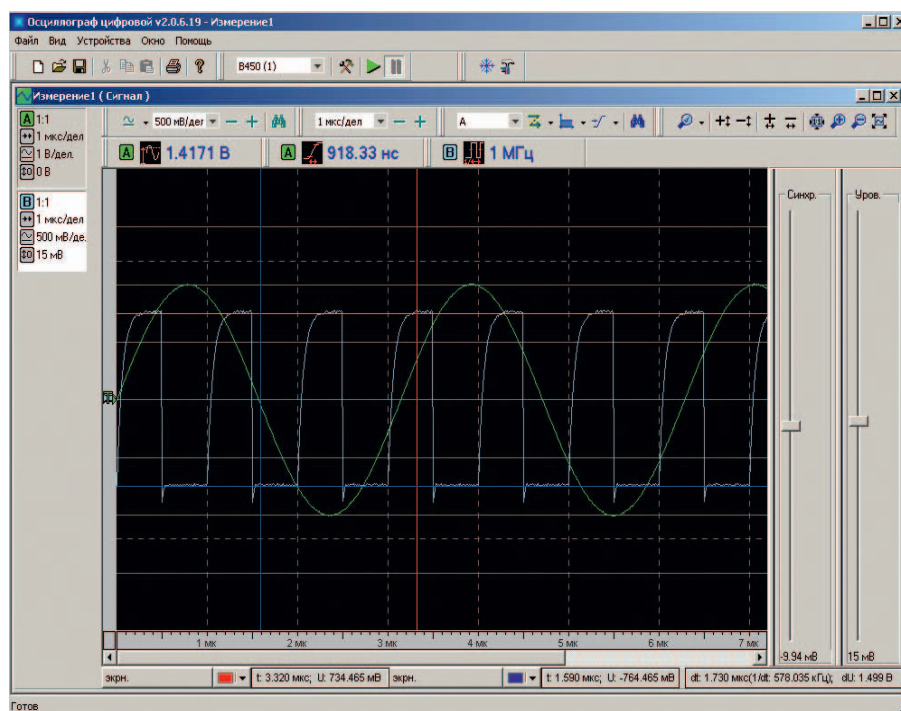 Осциллограф цифровой v2.0.6.19 - Измерение1
Файл Вид Устройства Окно Помощь
B450 (1)
Измерение1 ( Сигнал )
A 1:1
1 мкс/дел
1 В/дел.
0 В
B 1:1
1 мкс/дел
500 мВ/де.
15 мВ
500 мВ/дег
1 мкс/дел
A
A 1.4171 В
A 918.33 нс
B 1 МГц
Синхр.
Уров.
-9.94 мВ
15 мВ
1 мк 2 мк 3 мк 4 мк 5 мк 6 мк 7 мк
экрн. t: 3.320 мкс; U: 734.465 мВ экрн. t: 1.590 мкс; U: -764.465 мВ dt: 1.730 мкс(1/dt: 578.035 кГц); dU: 1.499 В
Готов